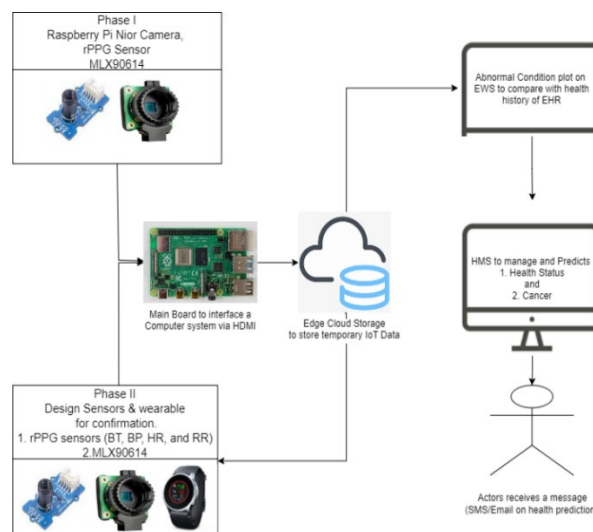 Phase I
Raspberry Pi Nior Camera,
rPPG Sensor
MLX90614
Abnormal Condition plot on
EWS to compare with health
history of EHR
Main Board to interface a
Computer system via HDMI
Edge Cloud Storage
to store temporary IoT Data
HMS to manage and Predicts
1. Health Status
and
2. Cancer
Phase II
Design Sensors & wearable
for confirmation.
1. rPPG sensors (BT, BP, HR, and RR)
2.MLX90614
Actors receives a message
(SMS/Email on health prediction